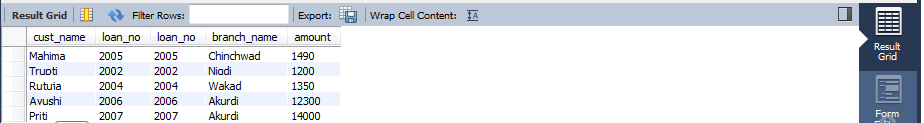 Result Grid Filter Rows: Export: Wrap Cell Content: IA
cust_name loan_no loan_no branch_name amount
Mahima 2005 2005 Chinchwad 1490
Trupti 2002 2002 Nigdi 1200
Rutuja 2004 2004 Wakad 1350
Ayushi 2006 2006 Akurdi 12300
Priti 2007 2007 Akurdi 14000
Result
Grid
Form